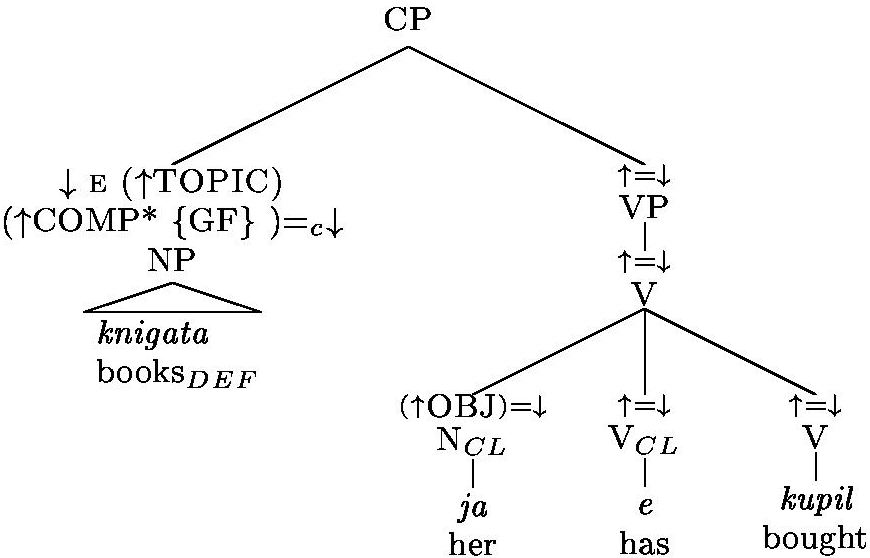 CP
↓ E (↑TOPIC)
(↑COMP* {GF} )=c↓
NP
knigata
booksDEF
↑=↓
VP
↑=↓
V
(↑OBJ)=↓
NCL
ja
her
↑=↓
VCL
e
has
↑=↓
V
kupil
bought